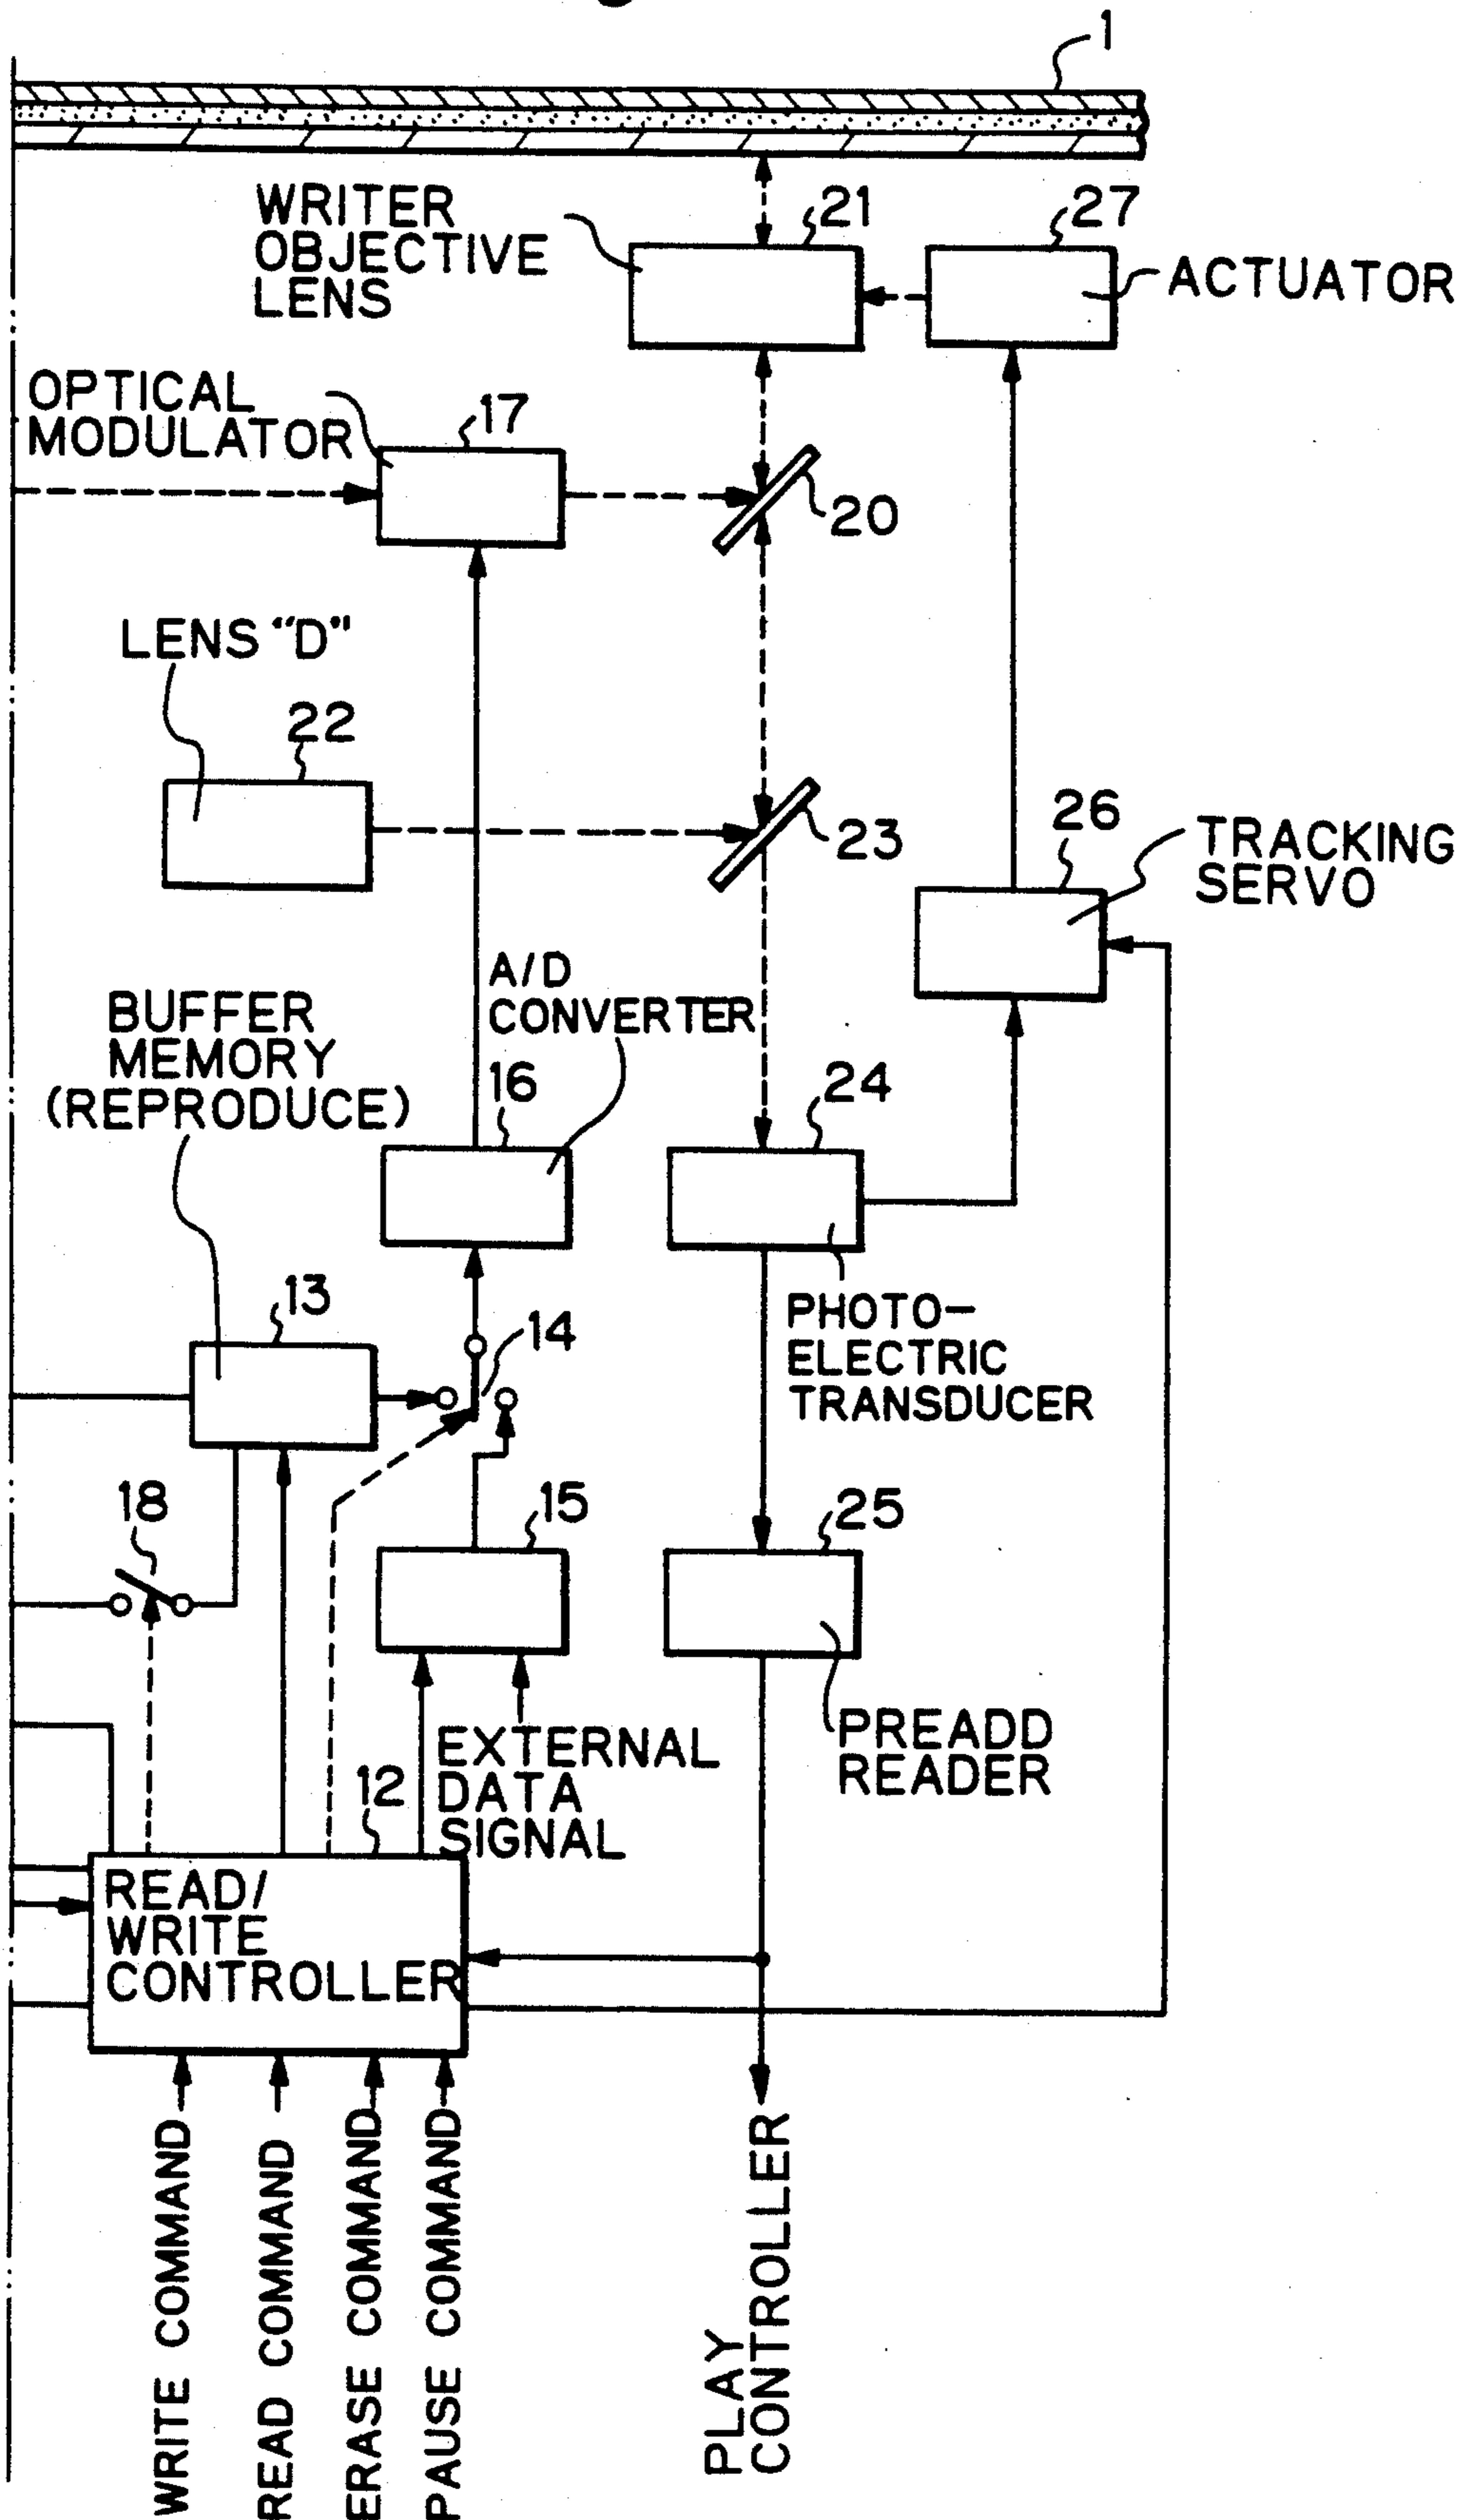 1
WRITER
OBJECTIVE
LENS
21
27
ACTUATOR
OPTICAL
MODULATOR
17
20
LENS "D"
22
23
26
TRACKING
SERVO
A/D
CONVERTER
BUFFER
MEMORY
(REPRODUCE)
16
24
13
14
PHOTO-
ELECTRIC
TRANSDUCER
18
15
25
PREADD
READER
EXTERNAL
DATA
SIGNAL
12
READ/
WRITE
CONTROLLER
WRITE COMMAND
READ COMMAND
ERASE COMMAND
PAUSE COMMAND
PLAY
CONTROLLER